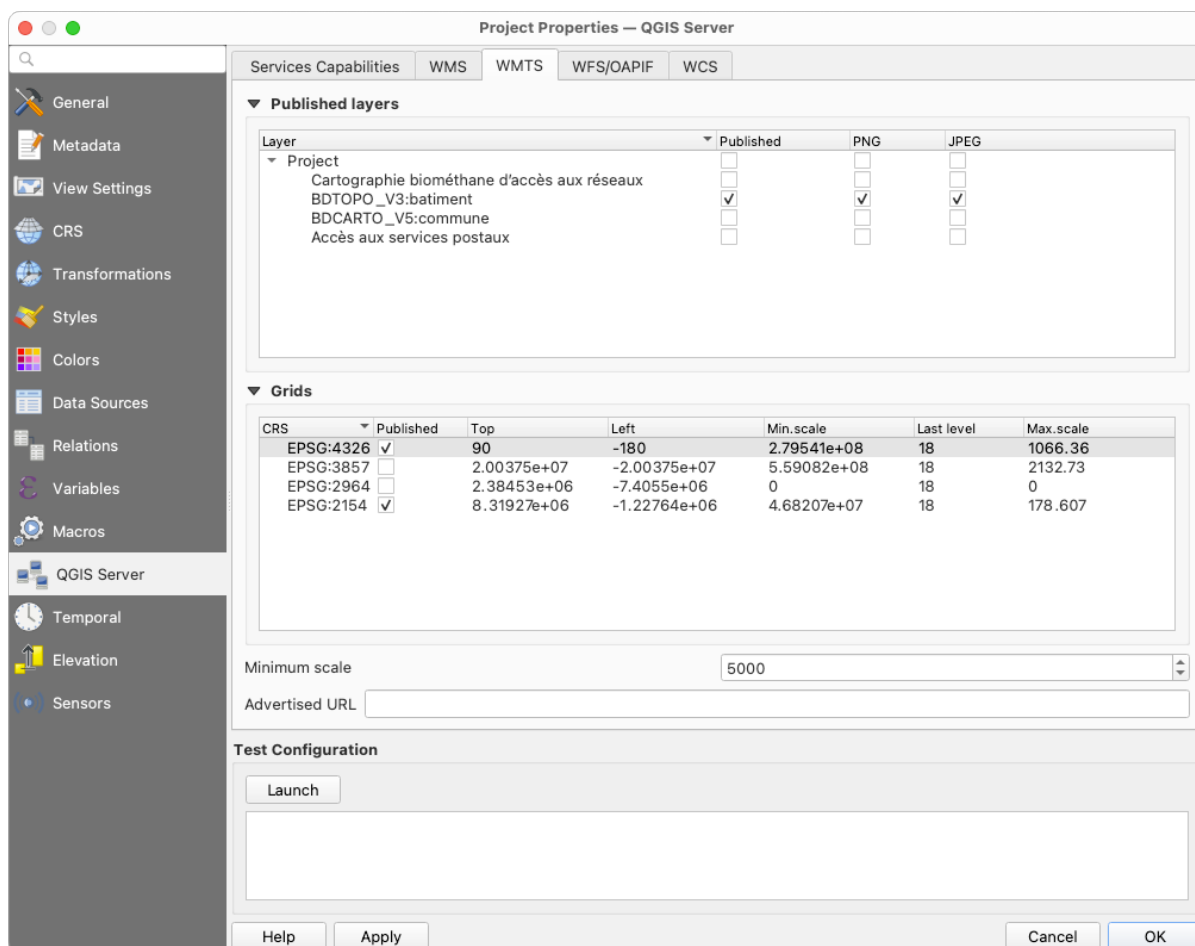 Project Properties — QGIS Server
General
Metadata
View Settings
CRS
Transformations
Styles
Colors
Data Sources
Relations
Variables
Macros
QGIS Server
Temporal
Elevation
Sensors
Services Capabilities WMS WMTS WFS/OAPIF WCS
Published layers
Layer Published PNG JPEG
Project
Cartographie biométhane d’accès aux réseaux
BDTOPO_V3:batiment
BDCARTO_V5:commune
Accès aux services postaux
Grids
CRS Published Top Left Min.scale Last level Max.scale
EPSG:4326 90 -180 2.79541e+08 18 1066.36
EPSG:3857 2.00375e+07 -2.00375e+07 5.59082e+08 18 2132.73
EPSG:2964 2.38453e+06 -7.4055e+06 0 18 0
EPSG:2154 8.31927e+06 -1.22764e+06 4.68207e+07 18 178.607
Minimum scale 5000
Advertised URL
Test Configuration
Launch
Help Apply Cancel OK